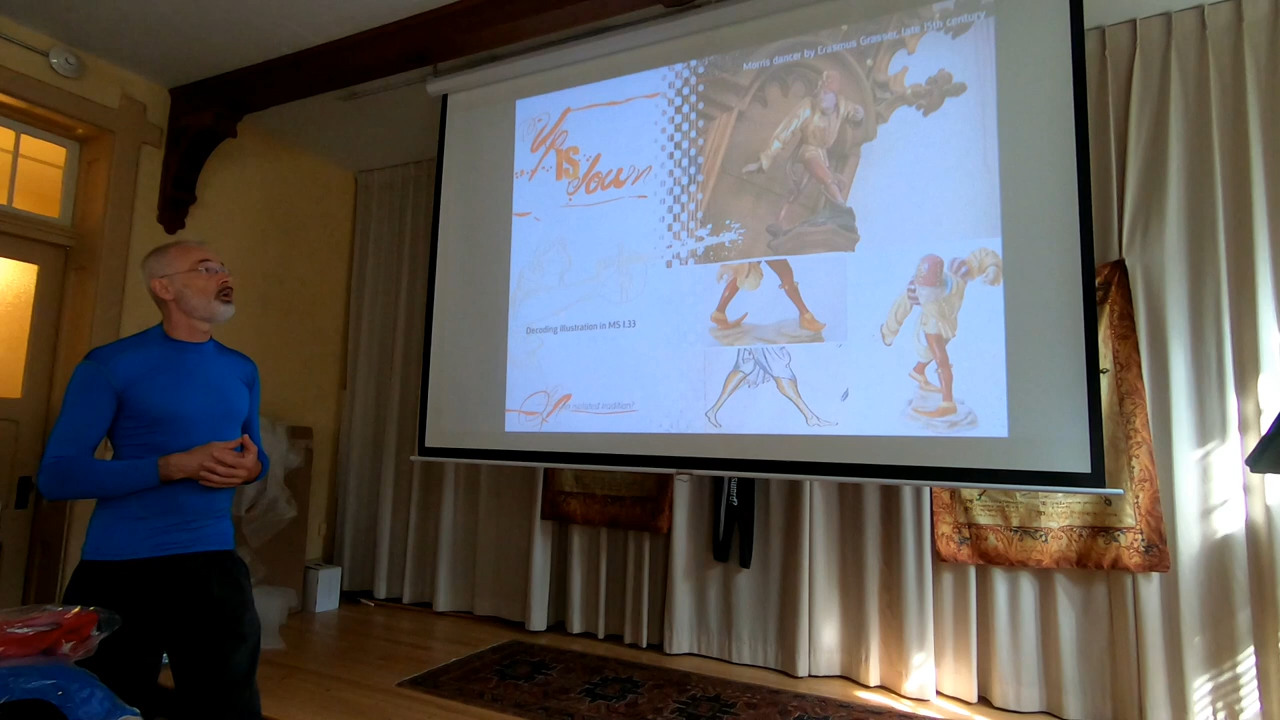 Morris dancer by Erasmus Grasser, late 15th century
Up
IS
down
Decoding illustration in MS I.33